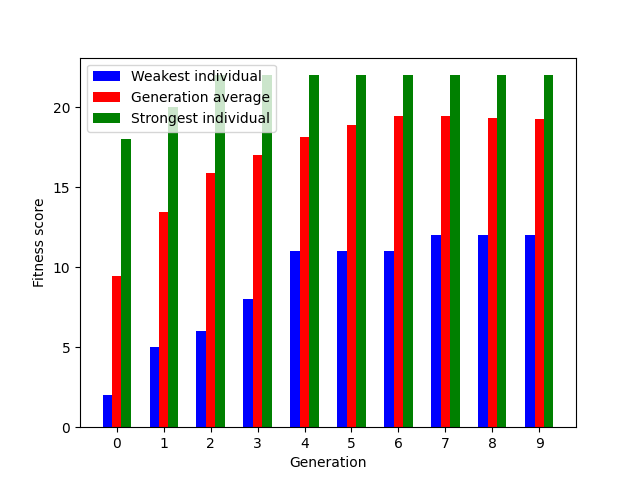 Weakest individual
Generation average
Strongest individual
20
15
10
5
0
Fitness score
0 1 2 3 4 5 6 7 8 9
Generation